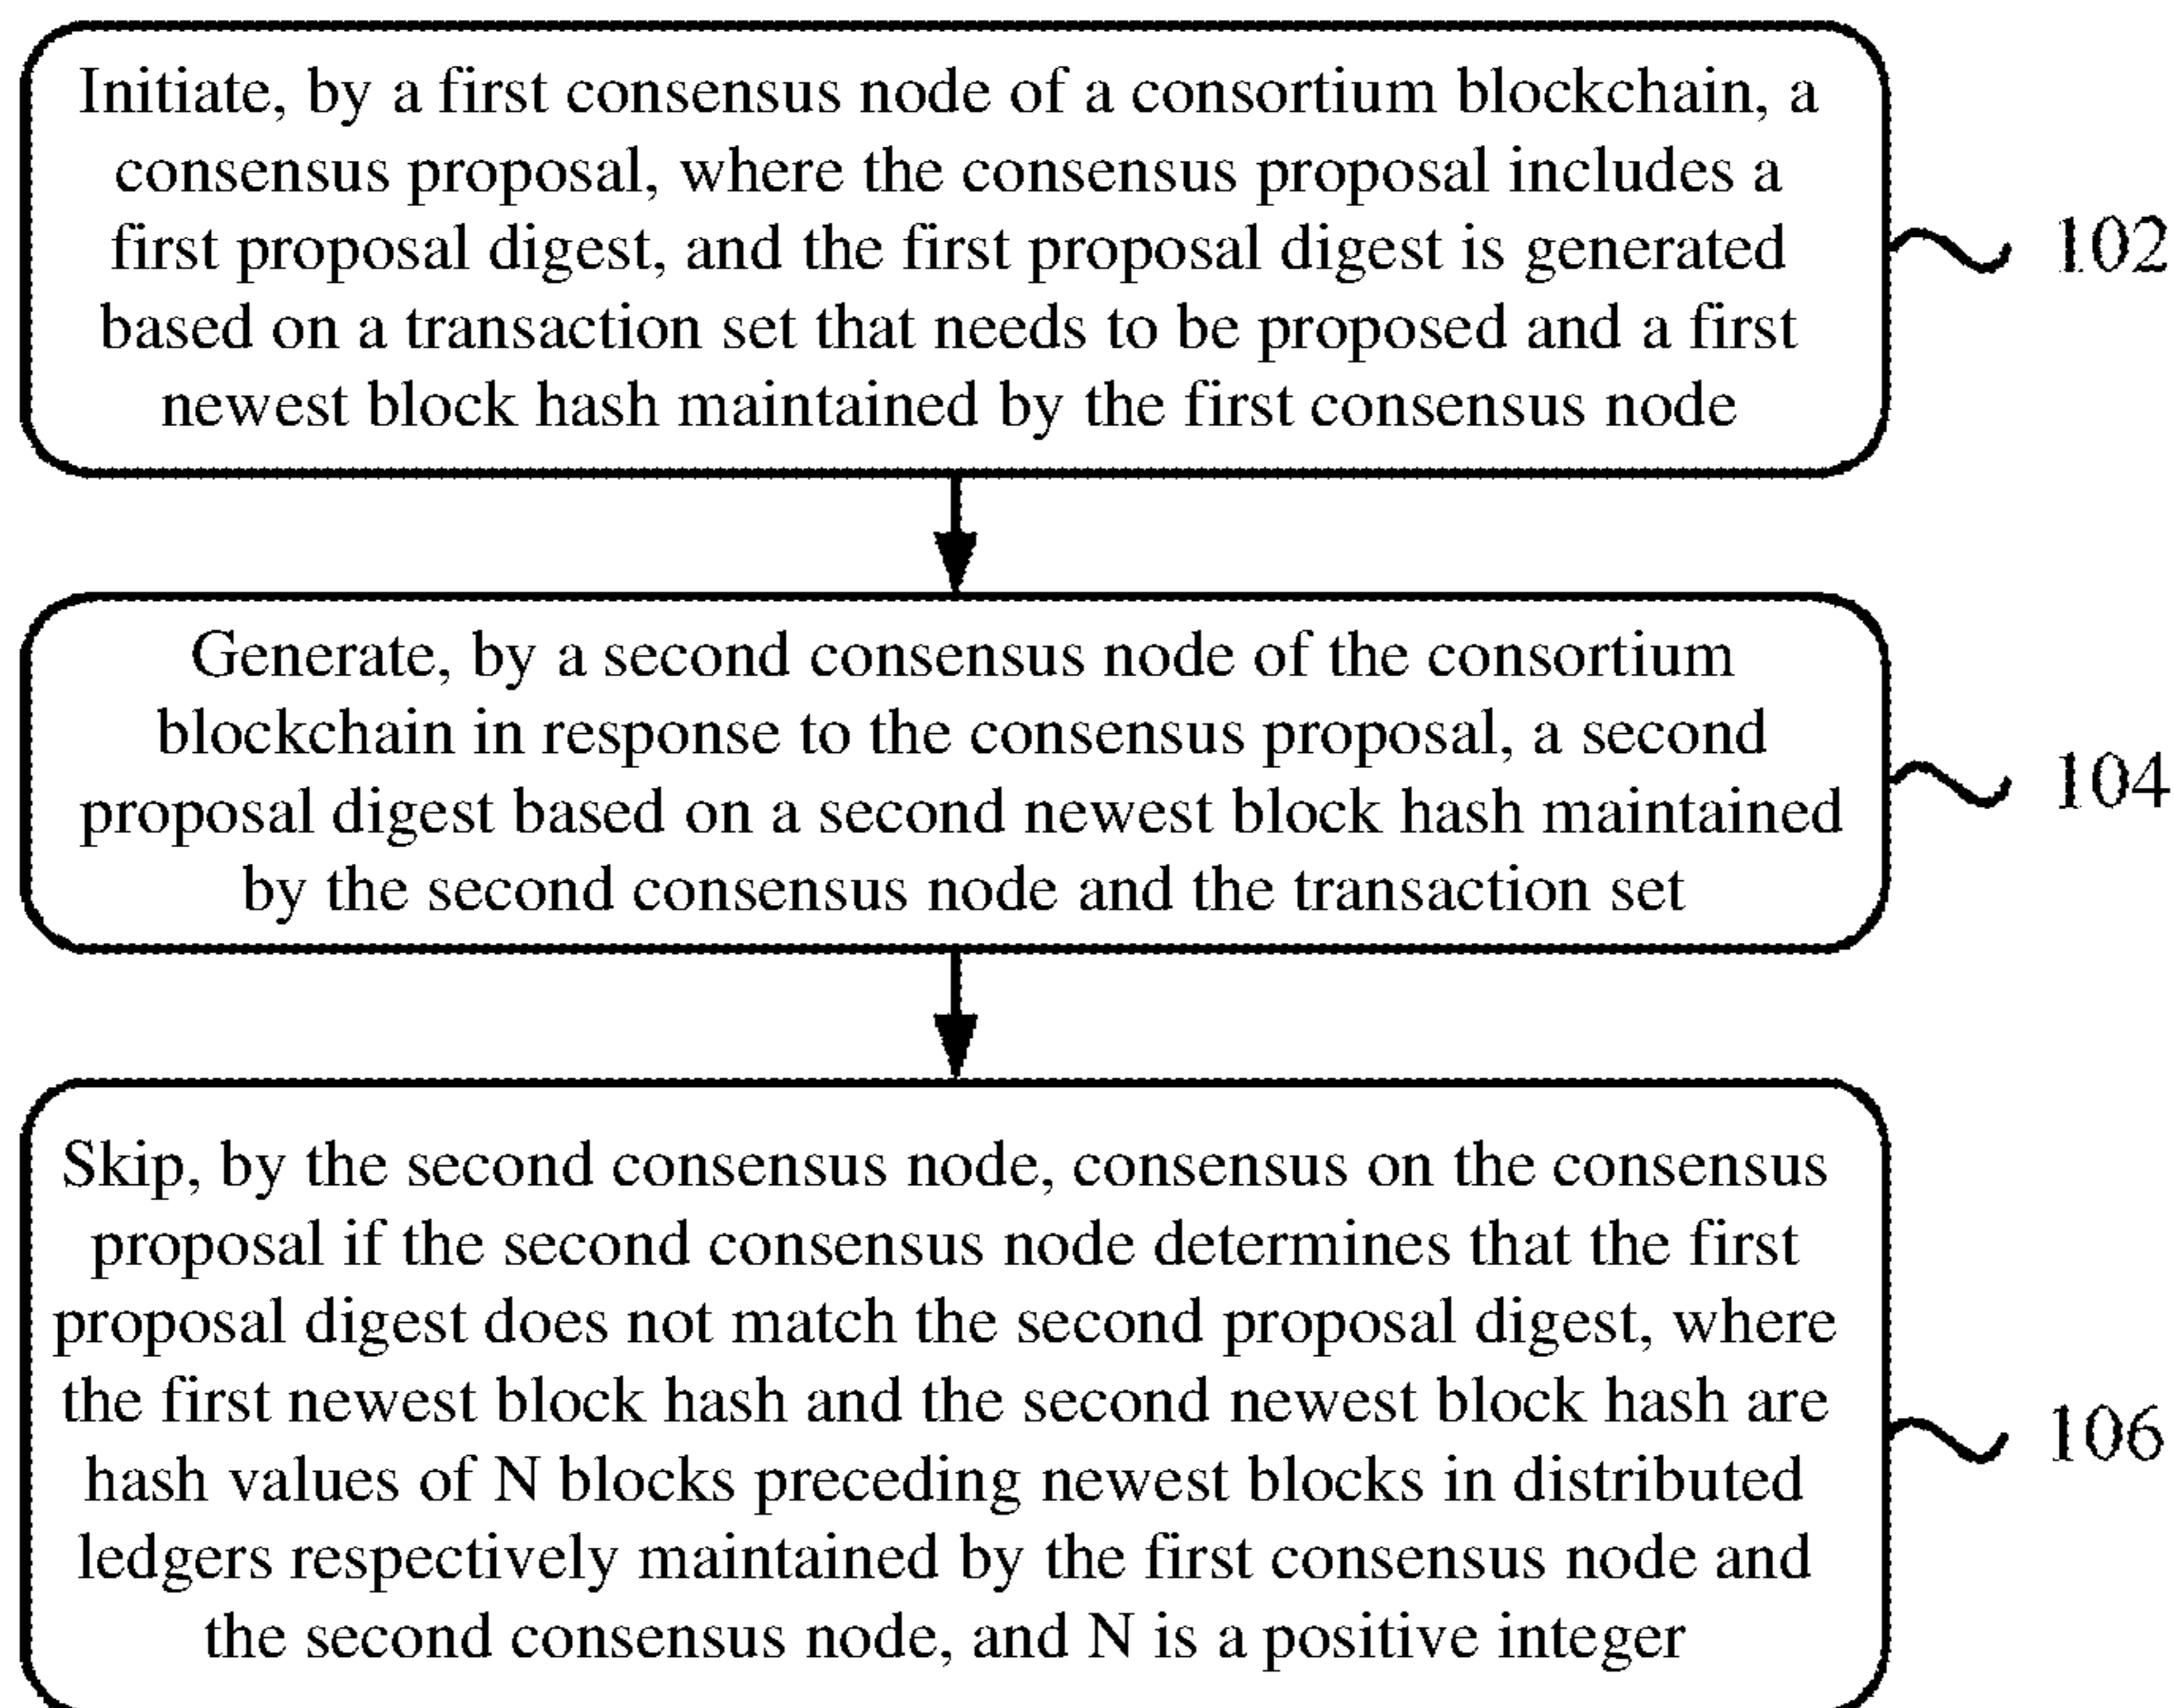 Initiate, by a first consensus node of a consortium blockchain, a
consensus proposal, where the consensus proposal includes a
first proposal digest, and the first proposal digest is generated
based on a transaction set that needs to be proposed and a first
newest block hash maintained by the first consensus node
102
Generate, by a second consensus node of the consortium
blockchain in response to the consensus proposal, a second
proposal digest based on a second newest block hash maintained
by the second consensus node and the transaction set
104
Skip, by the second consensus node, consensus on the consensus
proposal if the second consensus node determines that the first
proposal digest does not match the second proposal digest, where
the first newest block hash and the second newest block hash are
hash values of N blocks preceding newest blocks in distributed
ledgers respectively maintained by the first consensus node and
the second consensus node, and N is a positive integer
106